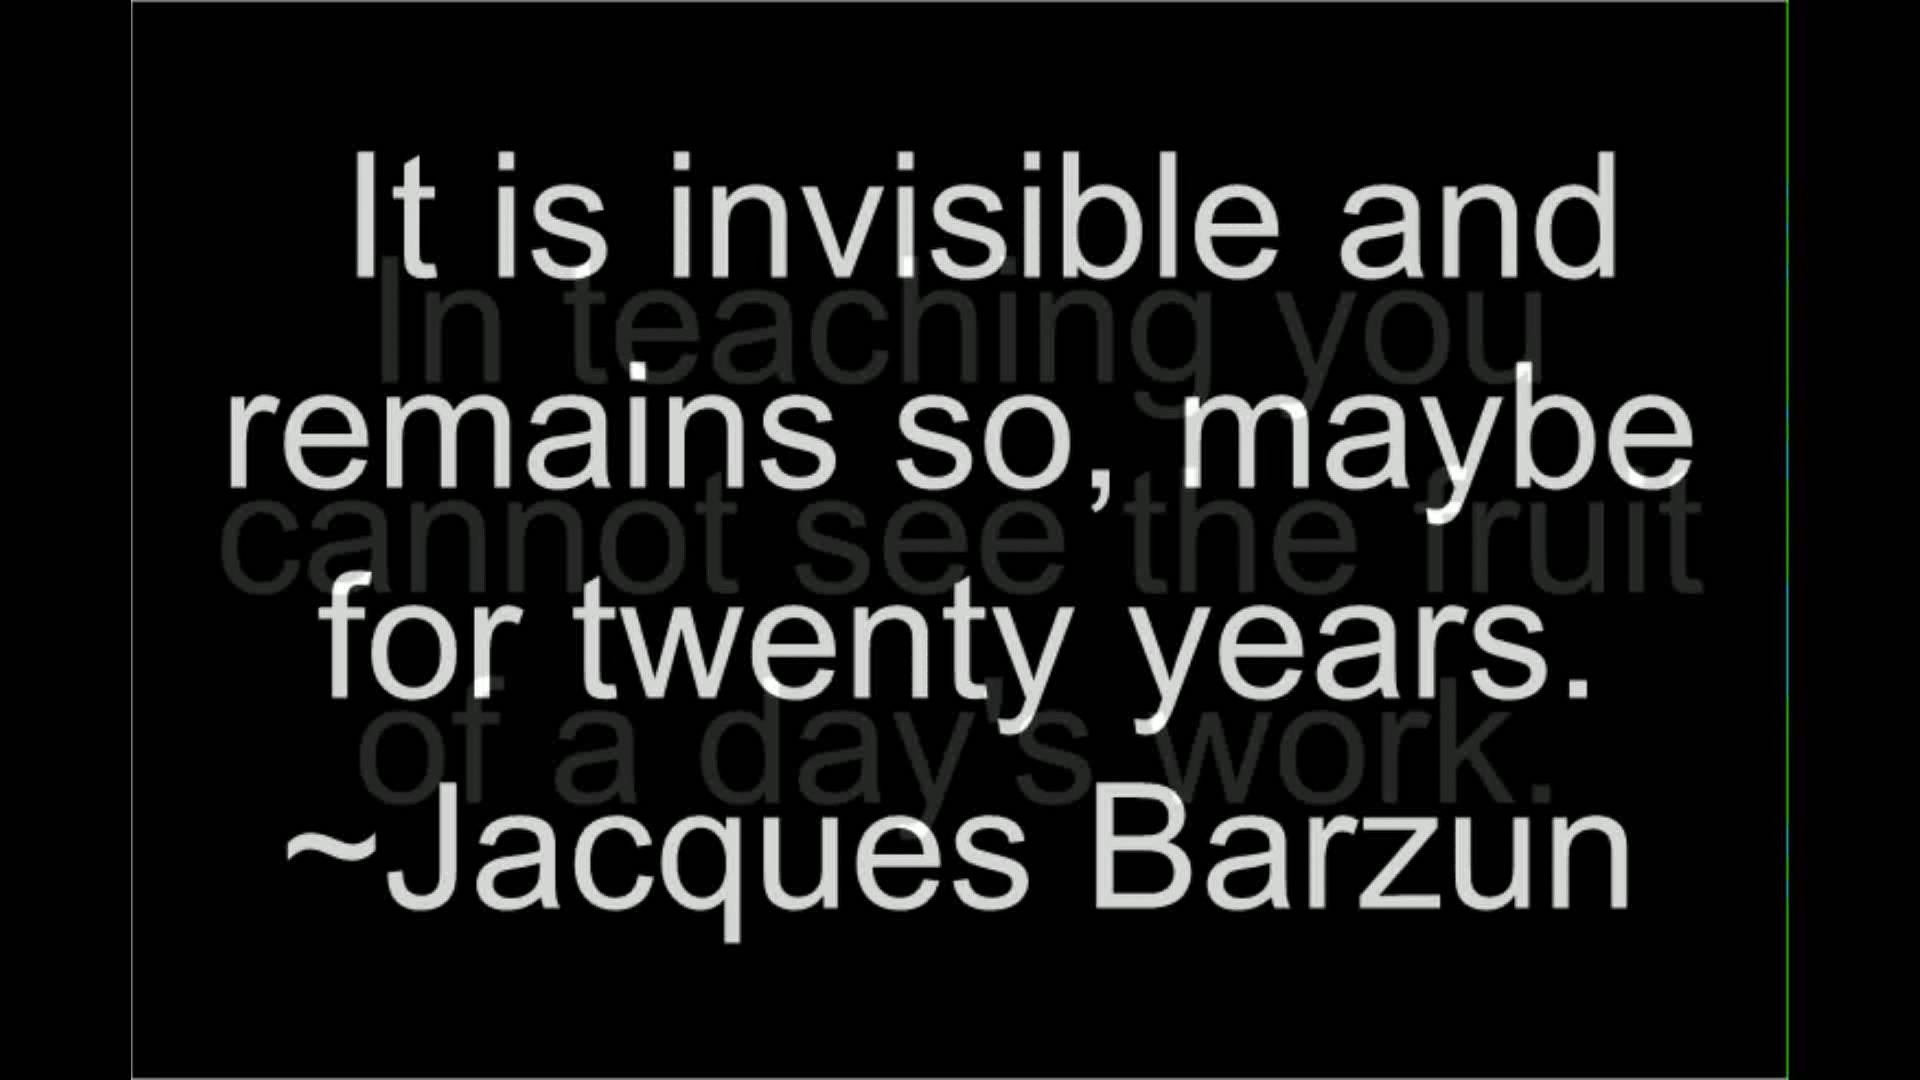 It is invisible and
In teaching you
remains so, maybe
cannot see the fruit
for twenty years.
of a day's work.
~Jacques Barzun